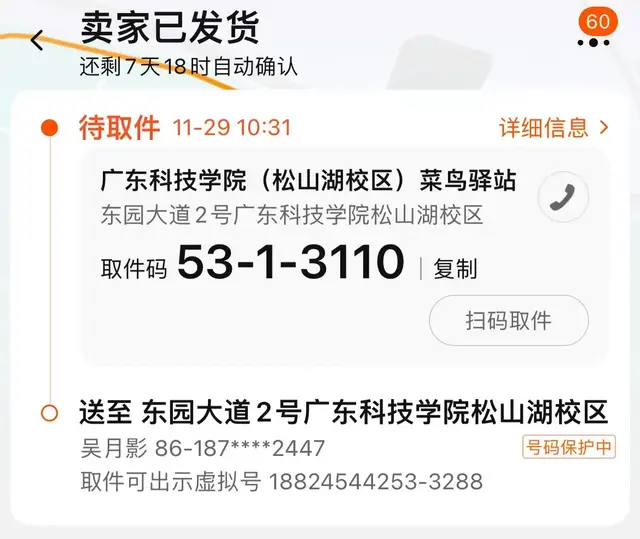 卖家已发货
60
还剩7天18时自动确认
待取件 11-29 10:31 详细信息
广东科技学院（松山湖校区）菜鸟驿站
东园大道2号广东科技学院松山湖校区
取件码 53-1-3110 | 复制
扫码取件
送至 东园大道2号广东科技学院松山湖校区
吴月影 86-187****2447 号码保护中
取件可出示虚拟号 18824544253-3288